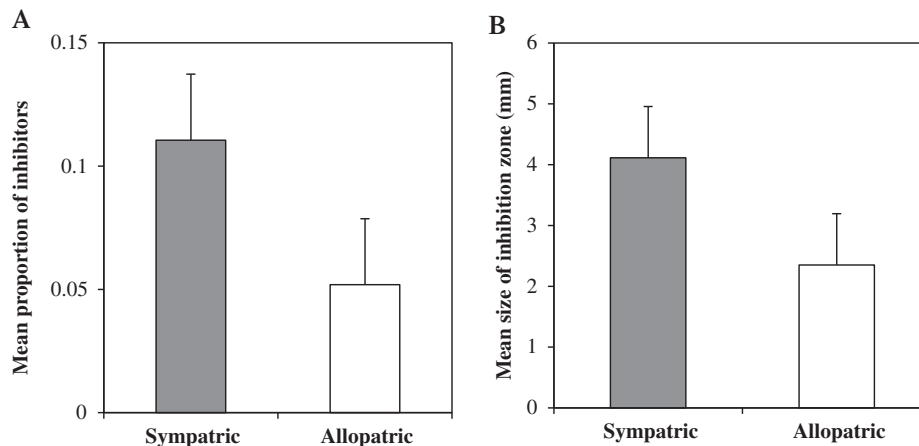 A
Mean proportion of inhibitors
0.15
0.1
0.05
0
Sympatric Allopatric
B
Mean size of inhibition zone (mm)
6
5
4
3
2
1
0
Sympatric Allopatric